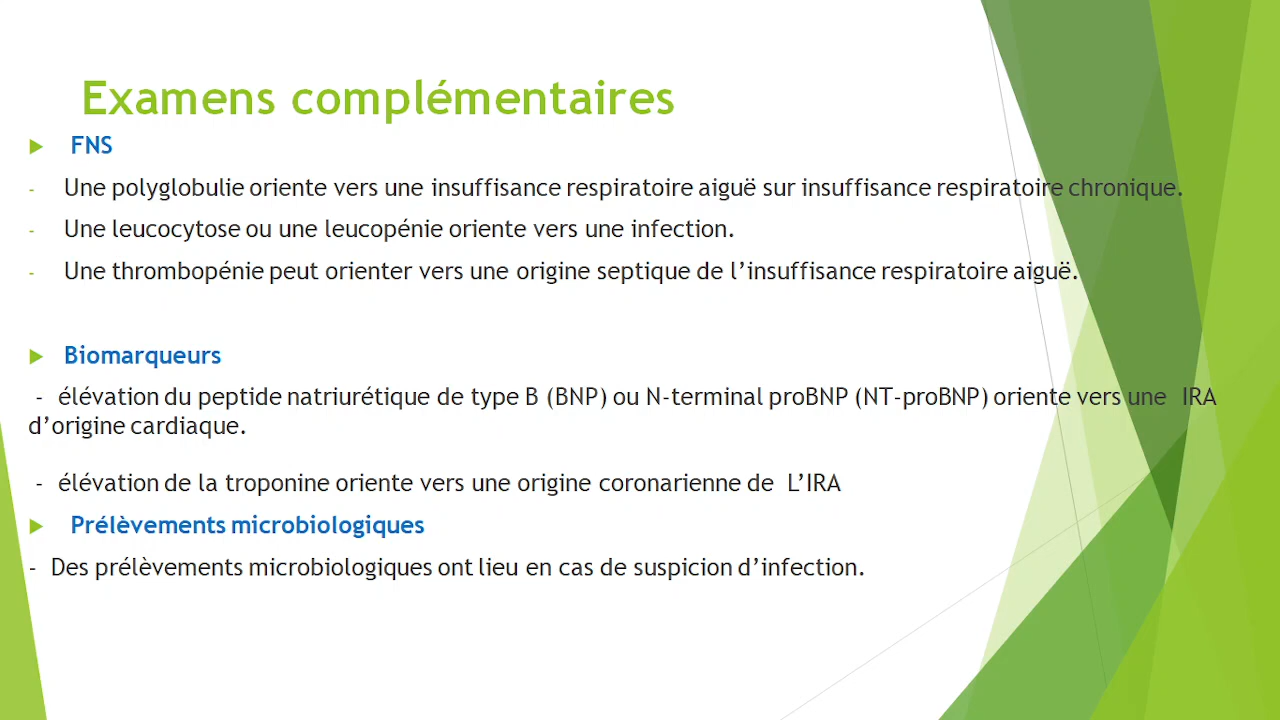 Examens complémentaires
FNS
- Une polyglobulie oriente vers une insuffisance respiratoire aiguë sur insuffisance respiratoire chronique.
- Une leucocytose ou une leucopénie oriente vers une infection.
- Une thrombopénie peut orienter vers une origine septique de l’insuffisance respiratoire aiguë.
Biomarqueurs
- élévation du peptide natriurétique de type B (BNP) ou N-terminal proBNP (NT-proBNP) oriente vers une IRA
d’origine cardiaque.
- élévation de la troponine oriente vers une origine coronarienne de L’IRA
Prélèvements microbiologiques
- Des prélèvements microbiologiques ont lieu en cas de suspicion d’infection.